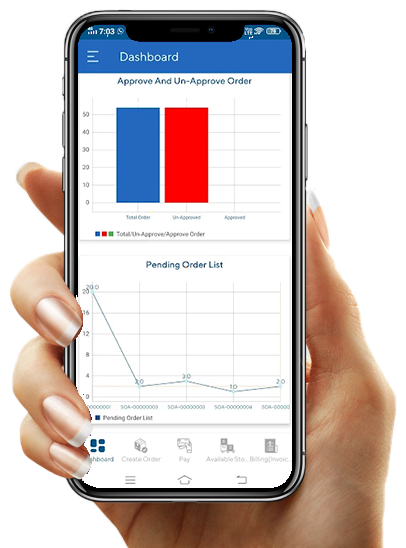 7:03
Dashboard
Approve And Un-Approve Order
50
40
30
20
10
0
Total Order Un-Approved Approved
Total/Un-Approve/Approve Order
Pending Order List
20
16
12
8
4
0
20.0
2.0 3.0 1.0 2.0
SOA-00000003 SOA-00000004
Pending Order List
Dashboard Create Order Pay Available Sto... Billing(Invoic...